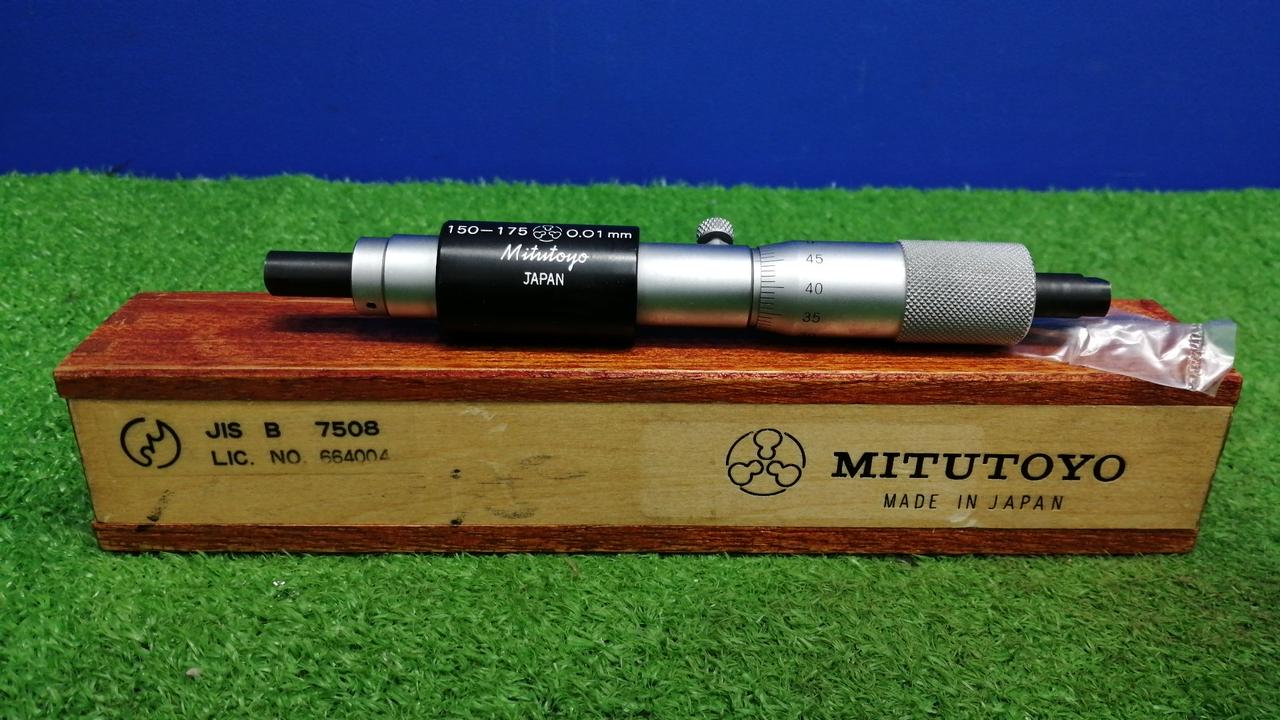 150—175 0.01 mm
Mitutoyo
JAPAN
45
40
35
JIS B 7508
LIC. NO. 664004
MITUTOYO
MADE IN JAPAN